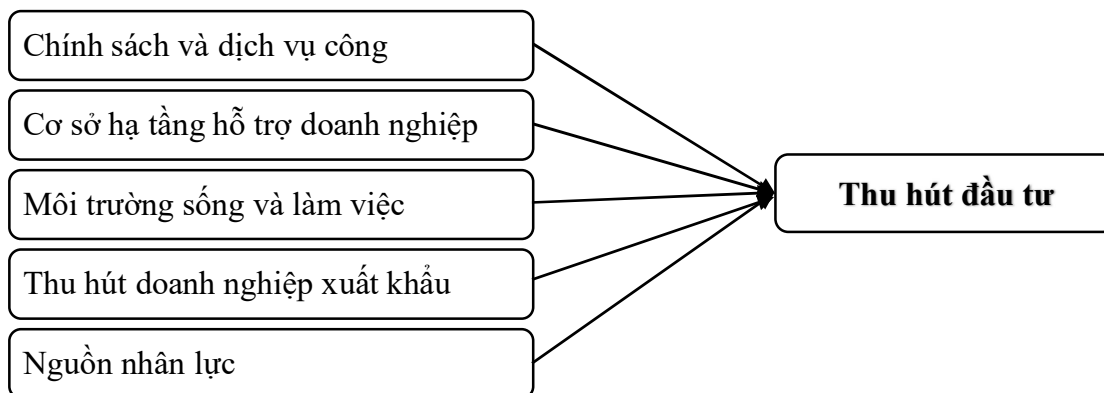 Chính sách và dịch vụ công
Cơ sở hạ tầng hỗ trợ doanh nghiệp
Môi trường sống và làm việc
Thu hút doanh nghiệp xuất khẩu
Nguồn nhân lực
Thu hút đầu tư